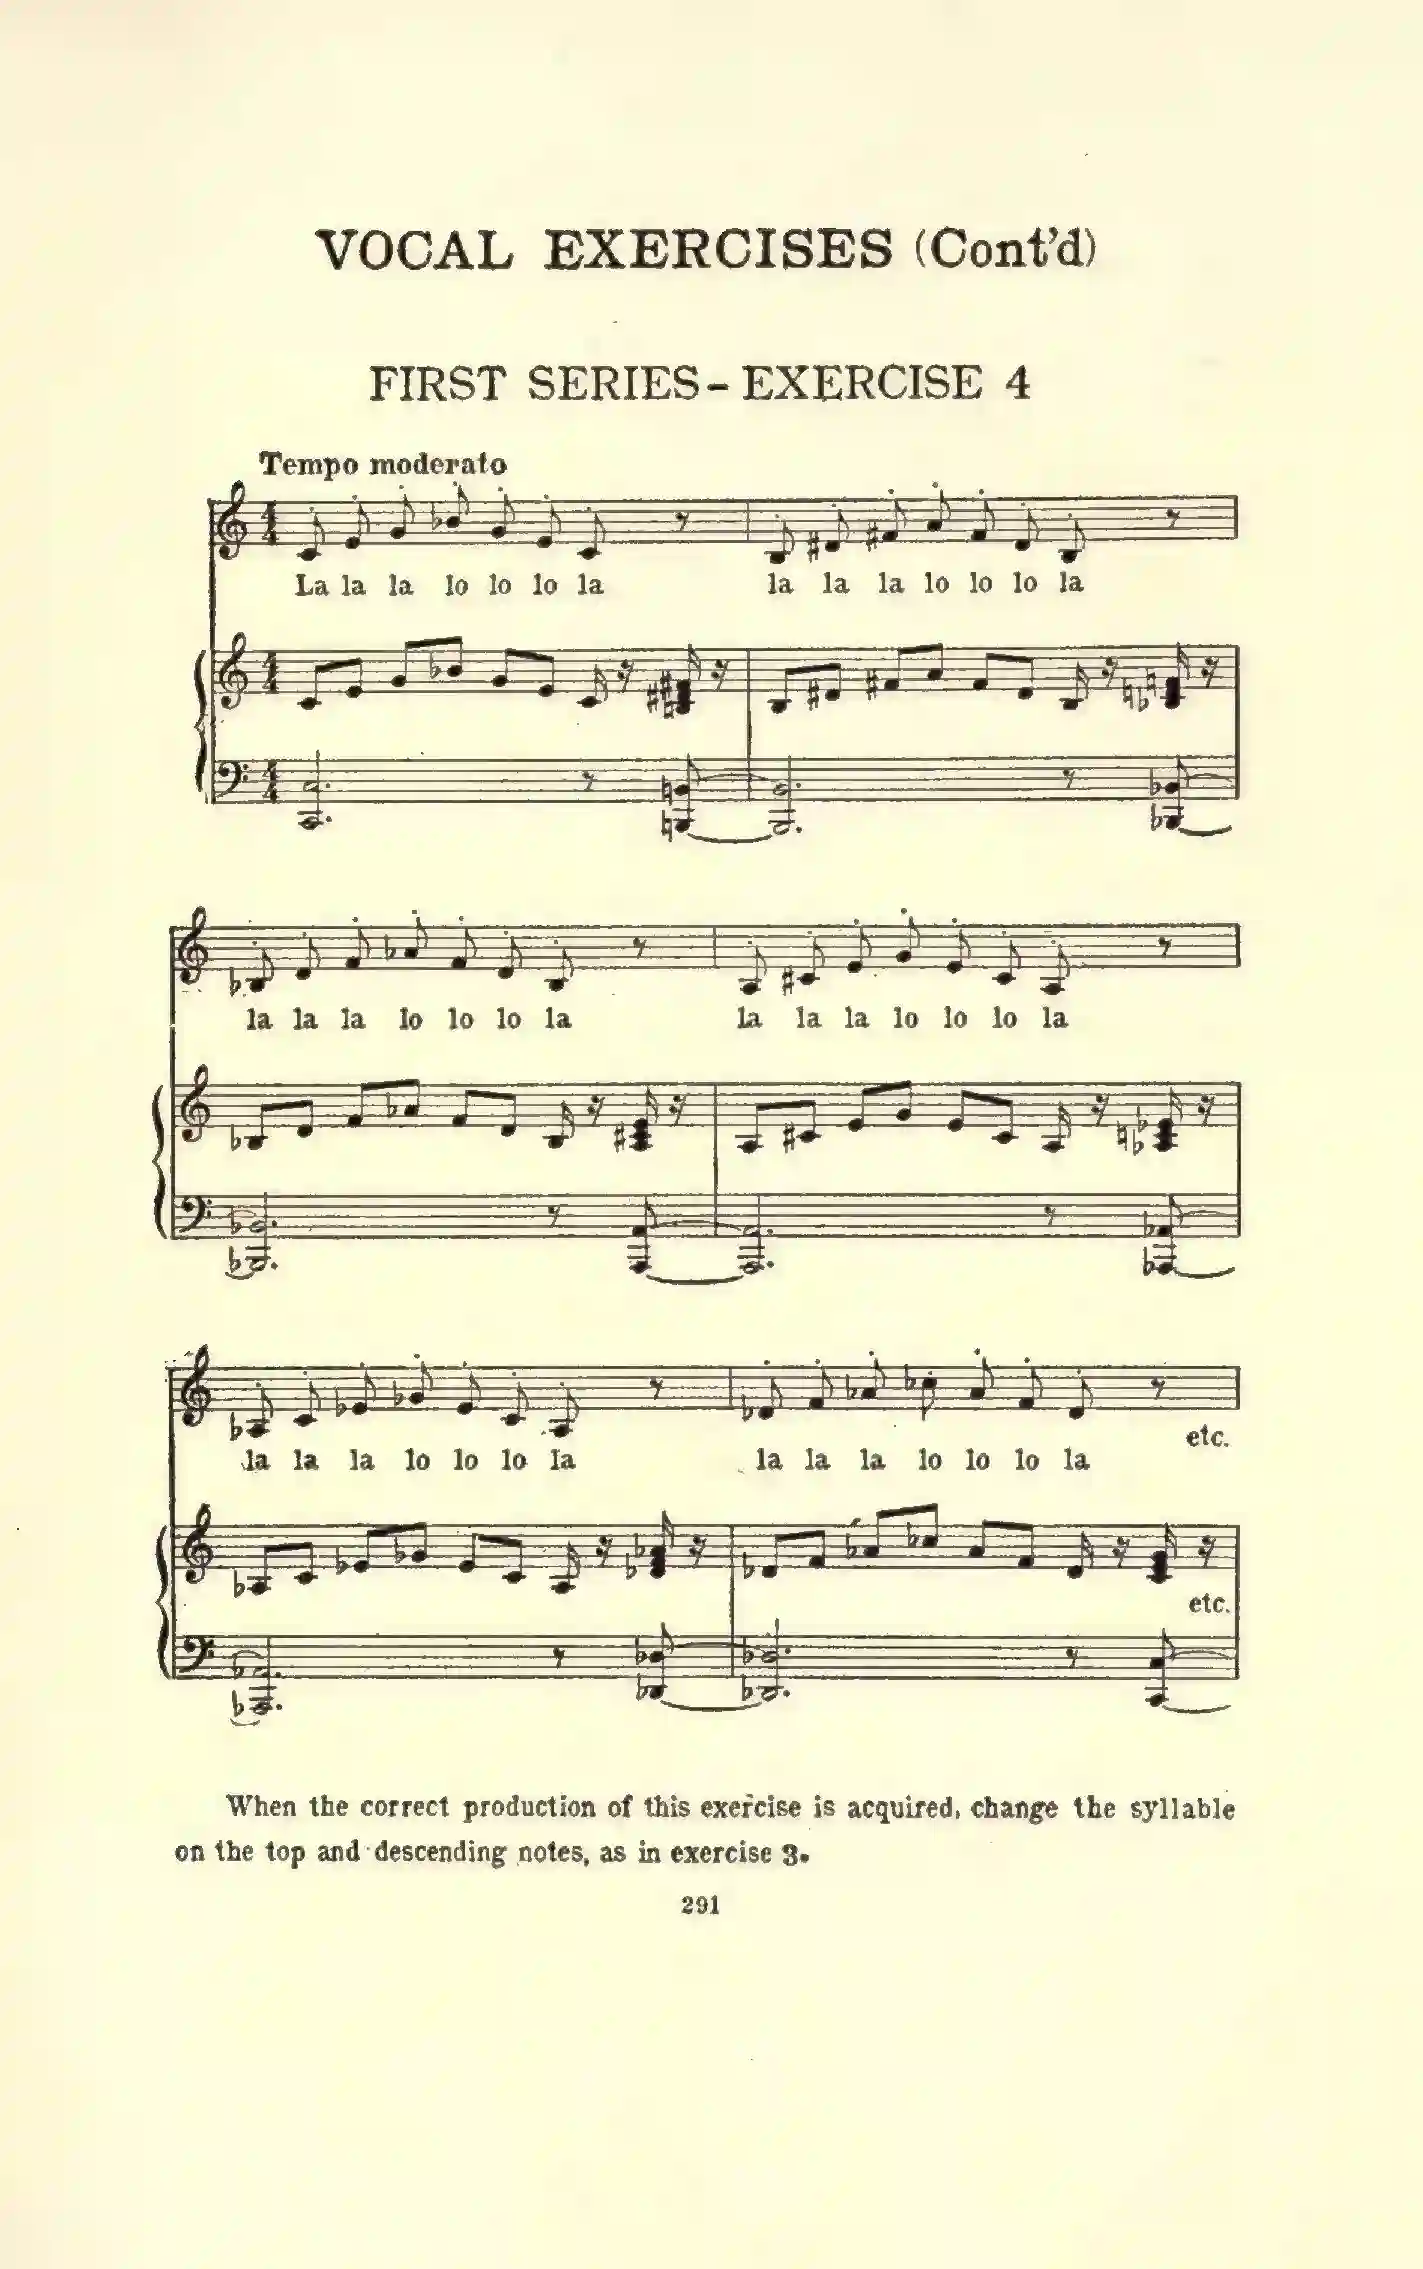 VOCAL EXERCISES (Cont'd)
FIRST SERIES - EXERCISE 4
Tempo moderato
La la la lo lo lo la la la la lo lo lo la
la la la lo lo lo la la la la lo lo lo la
etc.
la la la lo lo lo la la la la lo lo lo la
etc.
When the correct production of this exercise is acquired, change the syllable
on the top and descending notes, as in exercise 3.
291